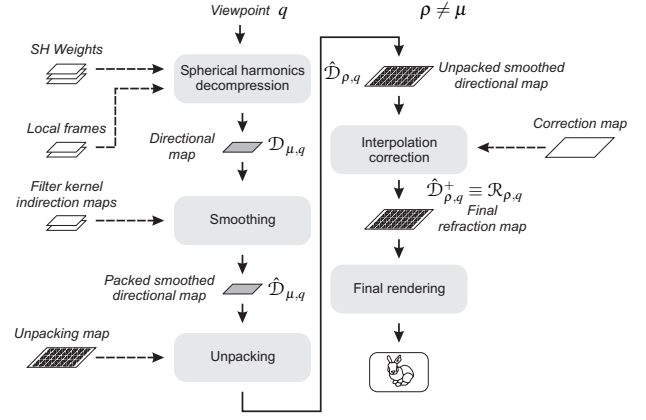 Viewpoint q
ρ ≠ μ
SH Weights
Spherical harmonics
decompression
Local frames
Directional
map
𝒟μ,q
Filter kernel
indirection maps
Smoothing
Packed smoothed
directional map
𝒟̂μ,q
Unpacking map
Unpacking
𝒟̂ρ,q
Unpacked smoothed
directional map
Interpolation
correction
Correction map
𝒟̂⁺ρ,q ≡ ℛρ,q
Final
refraction map
Final rendering